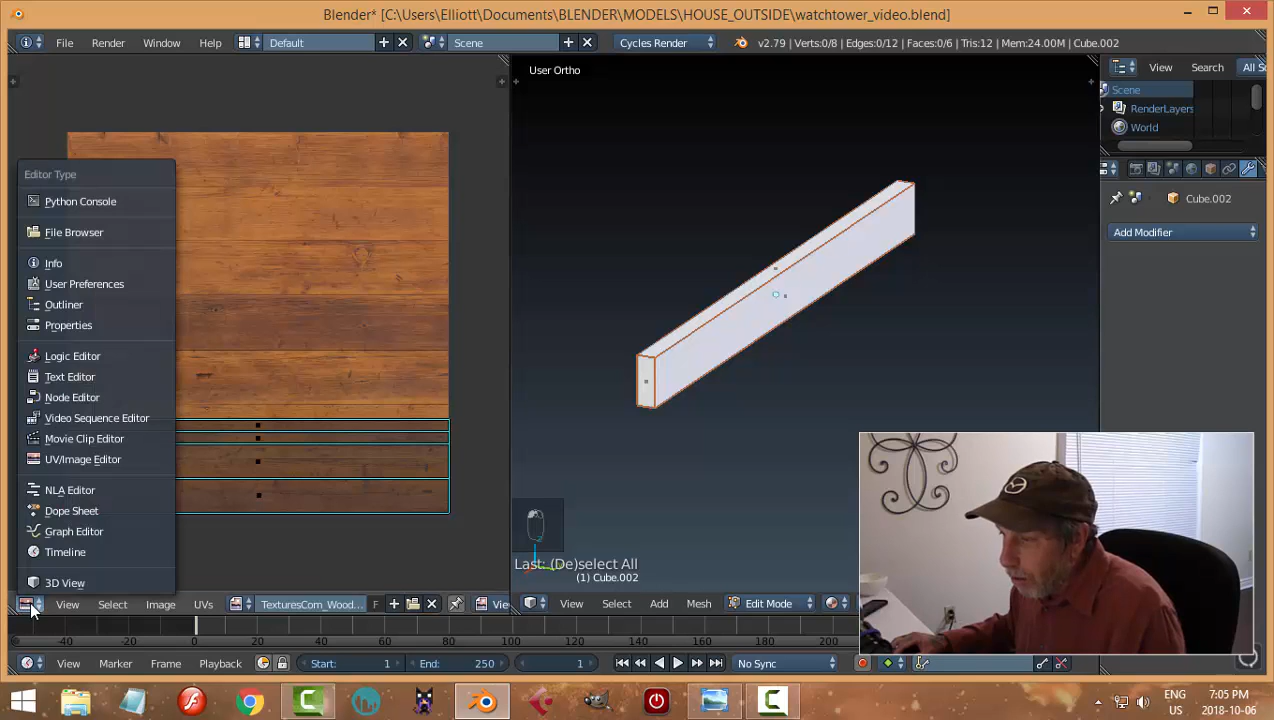 Blender* [C:\Users\Elliott\Documents\BLENDER\MODELS\HOUSE_OUTSIDE\watchtower_video.blend]
File Render Window Help Default Scene Cycles Render v2.79 | Verts:0/8 | Edges:0/12 | Faces:0/6 | Tris:12 | Mem:24.00M | Cube.002
User Ortho
View Search All Sc
Scene
RenderLayers
World
Cube.002
Add Modifier
Editor Type
Python Console
File Browser
Info
User Preferences
Outliner
Properties
Logic Editor
Text Editor
Node Editor
Video Sequence Editor
Movie Clip Editor
UV/Image Editor
NLA Editor
Dope Sheet
Graph Editor
Timeline
3D View
Last: (De)select All
(1) Cube.002
View Select Image UVs TexturesCom_Wood... F Vie
View Select Add Mesh Edit Mode
-40 -20 0 20 40 60 80 100 120 140 160 180 200
View Marker Frame Playback Start: 1 End: 250 1 No Sync
ENG
US
7:05 PM
2018-10-06